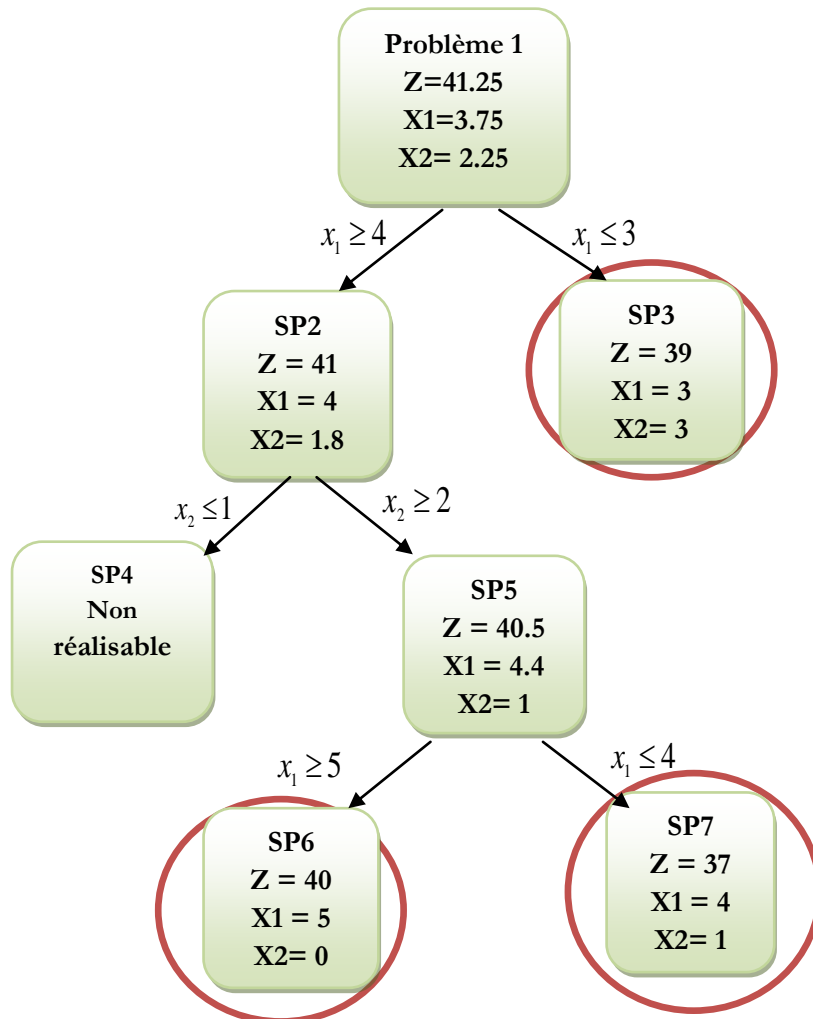 Problème 1
Z=41.25
X1=3.75
X2= 2.25
x₁ ≥ 4
x₁ ≤ 3
SP2
Z = 41
X1 = 4
X2= 1.8
SP3
Z = 39
X1 = 3
X2= 3
x₂ ≤ 1
x₂ ≥ 2
SP4
Non
réalisable
SP5
Z = 40.5
X1 = 4.4
X2= 1
x₁ ≥ 5
x₁ ≤ 4
SP6
Z = 40
X1 = 5
X2= 0
SP7
Z = 37
X1 = 4
X2= 1